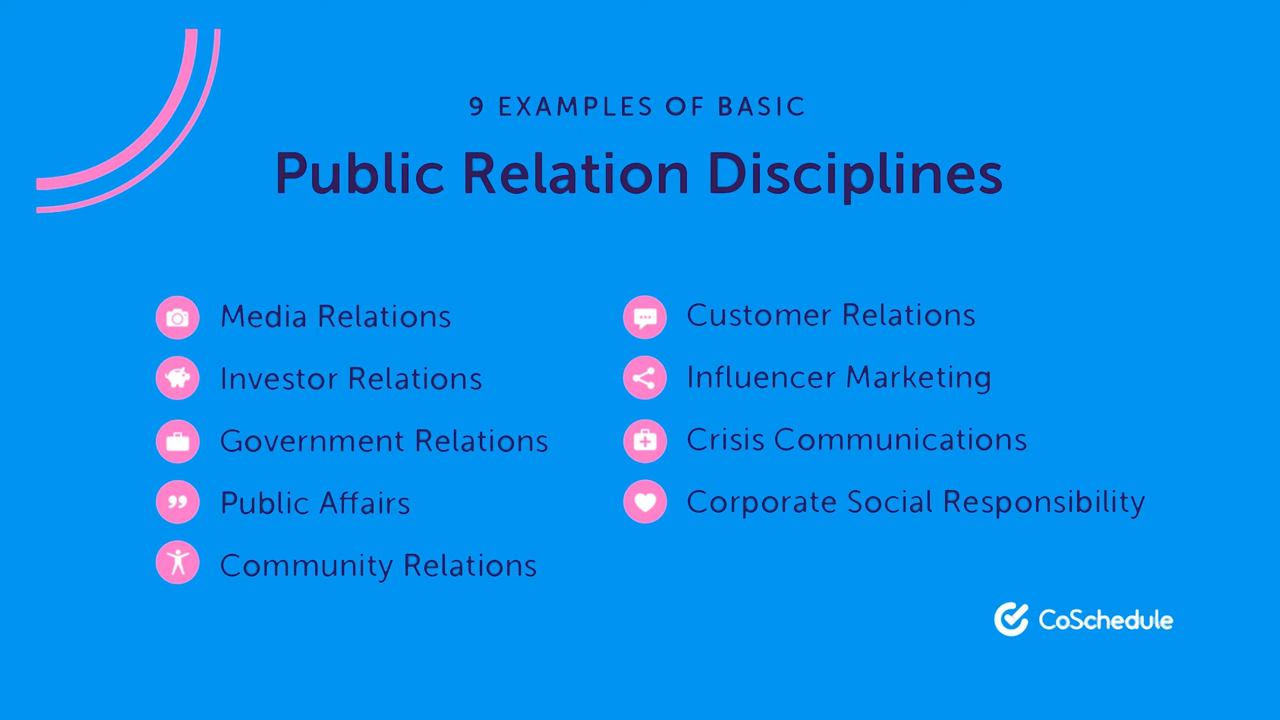 9 EXAMPLES OF BASIC
Public Relation Disciplines
Media Relations
Investor Relations
Government Relations
Public Affairs
Community Relations
Customer Relations
Influencer Marketing
Crisis Communications
Corporate Social Responsibility
CoSchedule